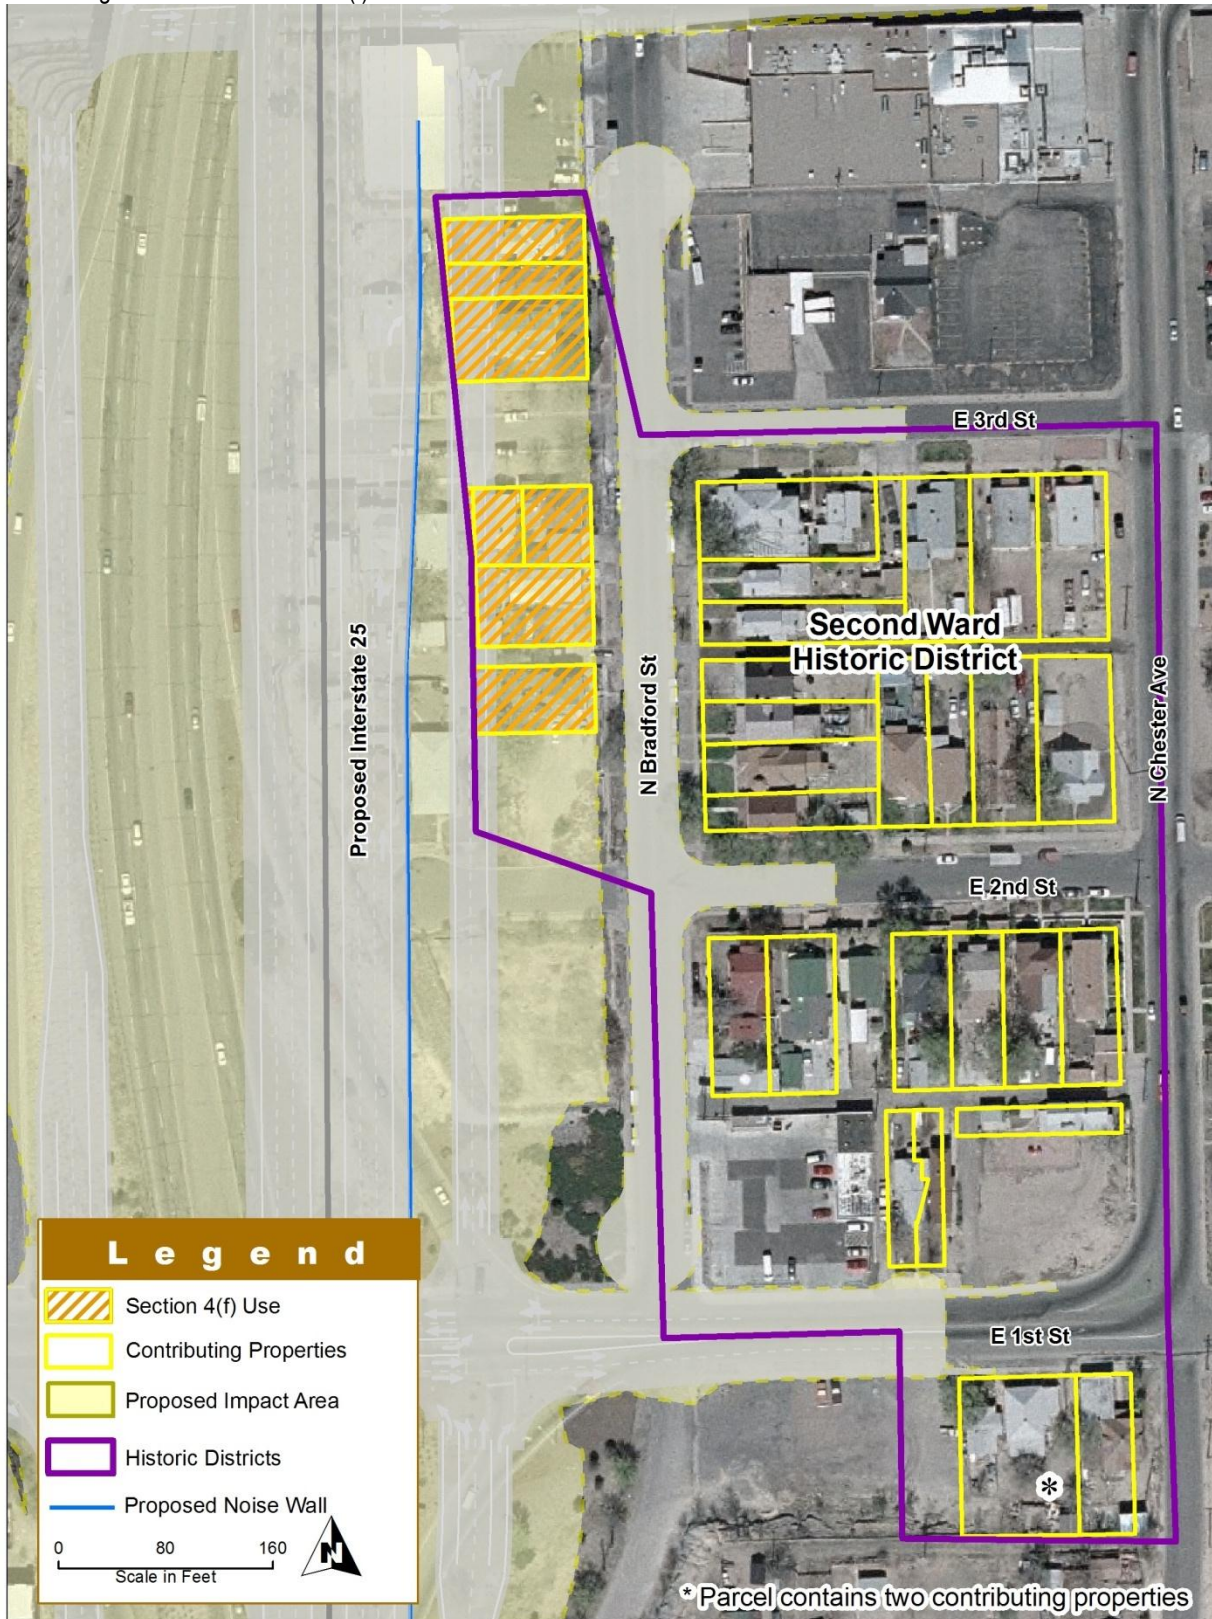 E 3rd St
Second Ward
Historic District
N Bradford St
N Chester Ave
Proposed Interstate 25
E 2nd St
E 1st St
Legend
Section 4(f) Use
Contributing Properties
Proposed Impact Area
Historic Districts
Proposed Noise Wall
0 80 160
Scale in Feet
N
*
* Parcel contains two contributing properties